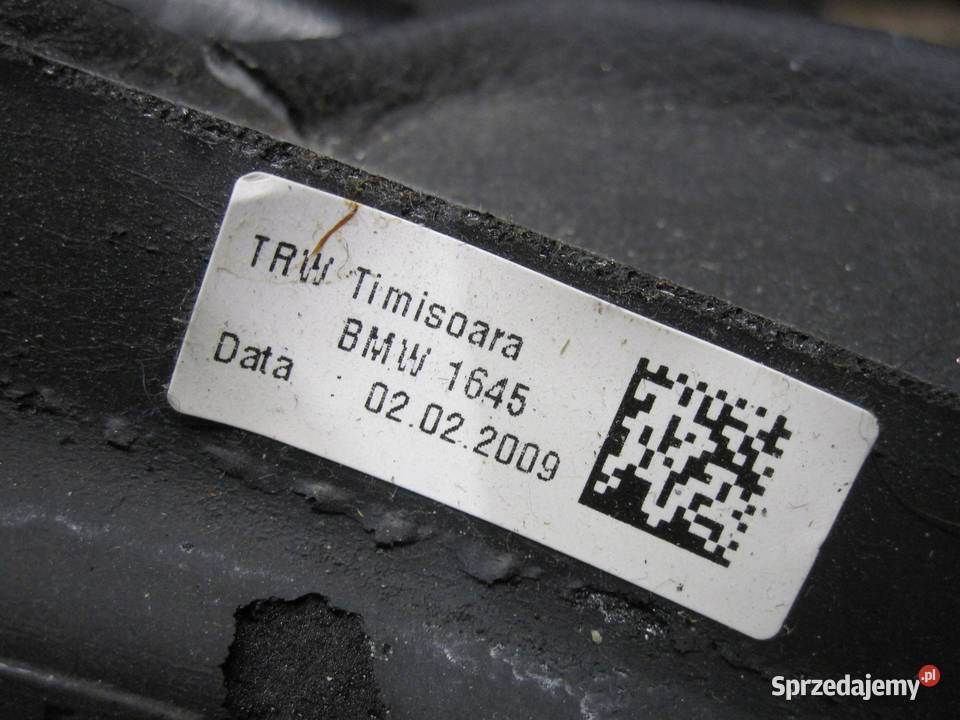 TRW Timisoara
BMW 1645
Data 02.02.2009
Sprzedajemy.pl